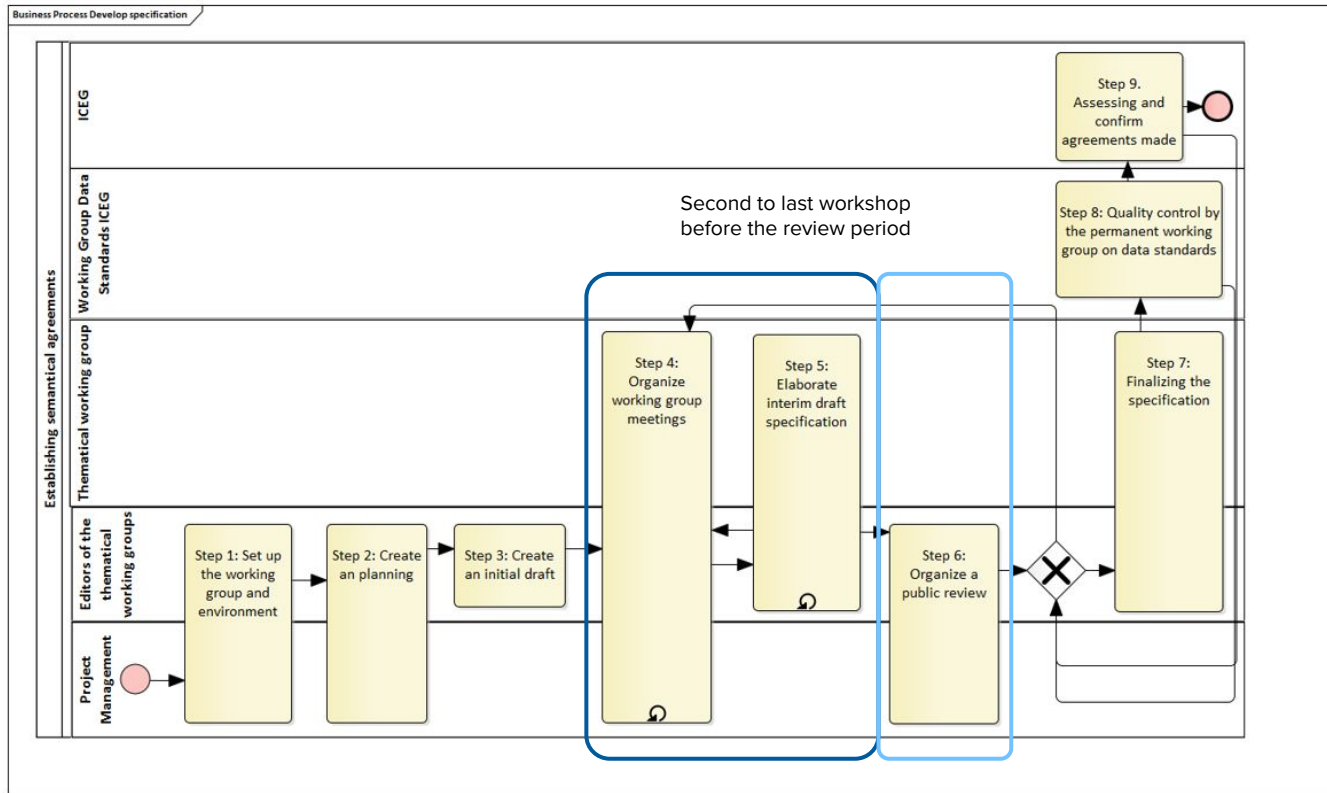 Business Process Develop specification
Establishing semantical agreements
ICEG
Step 9.
Assessing and
confirm
agreements made
Working Group Data
Standards ICEG
Second to last workshop
before the review period
Step 8: Quality control by
the permanent working
group on data standards
Thematical working group
Step 4:
Organize
working group
meetings
Step 5:
Elaborate
interim draft
specification
Step 7:
Finalizing the
specification
Editors of the
thematical
working groups
Step 1: Set up
the working
group and
environment
Step 2: Create
an planning
Step 3: Create
an initial draft
Step 6:
Organize a
public review
Project
Management